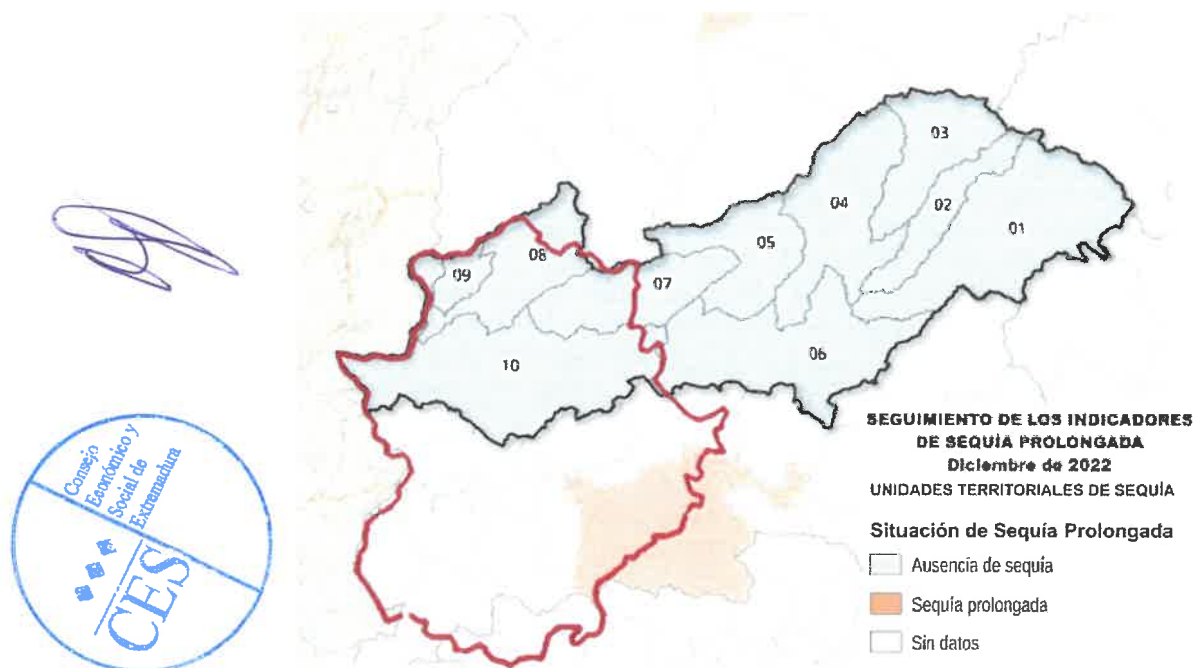 03
04
02
01
05
08
09
07
06
10
SEGUIMIENTO DE LOS INDICADORES
DE SEQUÍA PROLONGADA
Diciembre de 2022
UNIDADES TERRITORIALES DE SEQUÍA
Situación de Sequía Prolongada
Ausencia de sequía
Sequía prolongada
Sin datos
Consejo
Económico y
Social de
Extremadura
CES